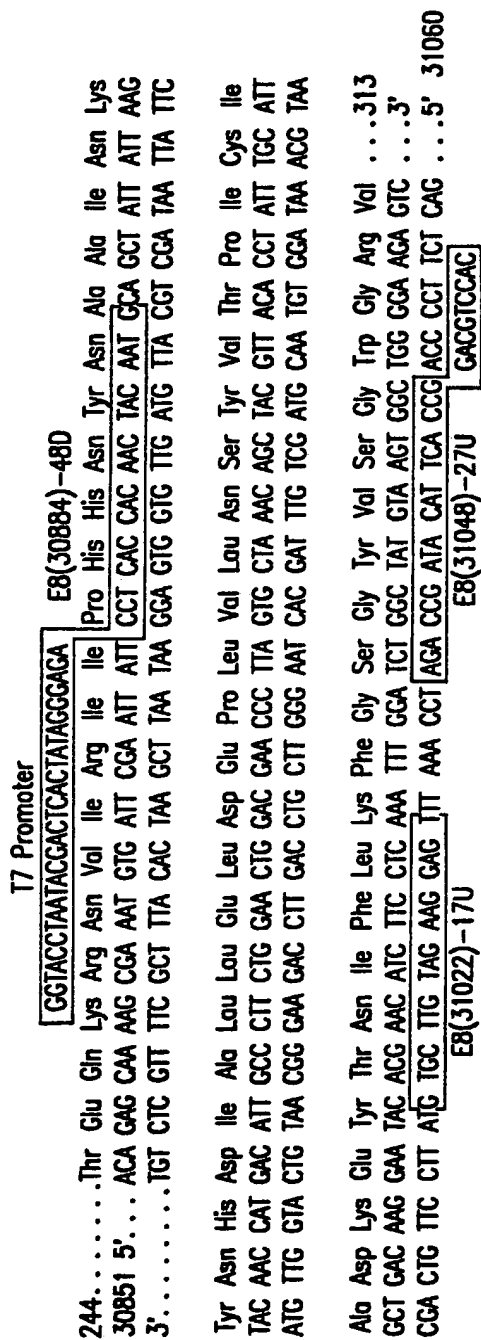 T7 Promoter
GGTACCTAATACGACTCACTATAGGGAGA E8(30884)-48D
244.......Thr Glu Gln Lys Arg Asn Val Ile Arg Ile Ile Pro His His Asn Tyr Asn Ala Ala Ile Asn Lys
30851 5'... ACA GAG CAA AAG CGA AAT GTG ATT CGA ATT ATT CCT CAC CAC AAC TAC AAT GCA GCT ATT ATT AAG
3'.......TGT CTC GTT TTC GCT TTA CAC TAA GCT TAA TAA GGA GTG GTG TTG ATG TTA CGT CGA TAA TTA TTC
Tyr Asn His Asp Ile Ala Lau Lau Glu Leu Asp Glu Pro Leu Val Lau Asn Ser Tyr Val Thr Pro Ile Cys Ile
TAC AAC CAT GAC ATT GCC CTT CTG GAA CTG GAC GAA CCC TTA GTG CTA AAC AGC TAC GTT ACA CCT ATT TGC ATT
ATG TTG GTA CTG TAA CGG GAA GAC CTT GAC CTG CTT GGG AAT CAC GAT TTG TCG ATG CAA TGT GGA TAA ACG TAA
Ala Asp Lys Glu Tyr Thr Asn Ile Phe Leu Lys Phe Gly Ser Gly Tyr Val Ser Gly Trp Gly Arg Val ...313
GCT GAC AAG GAA TAC ACG AAC ATC TTC CTC AAA TTT GGA TCT GGC TAT GTA AGT GGC TGG GGA AGA GTC ...3'
CGA CTG TTC CTT ATG TGC TTG TAG AAG GAG TTT AAA CCT AGA CCG ATA CAT TCA CCG ACC CCT TCT CAG ...5' 31060
GACGTCCAC
E8(31022)-17U E8(31048)-27U